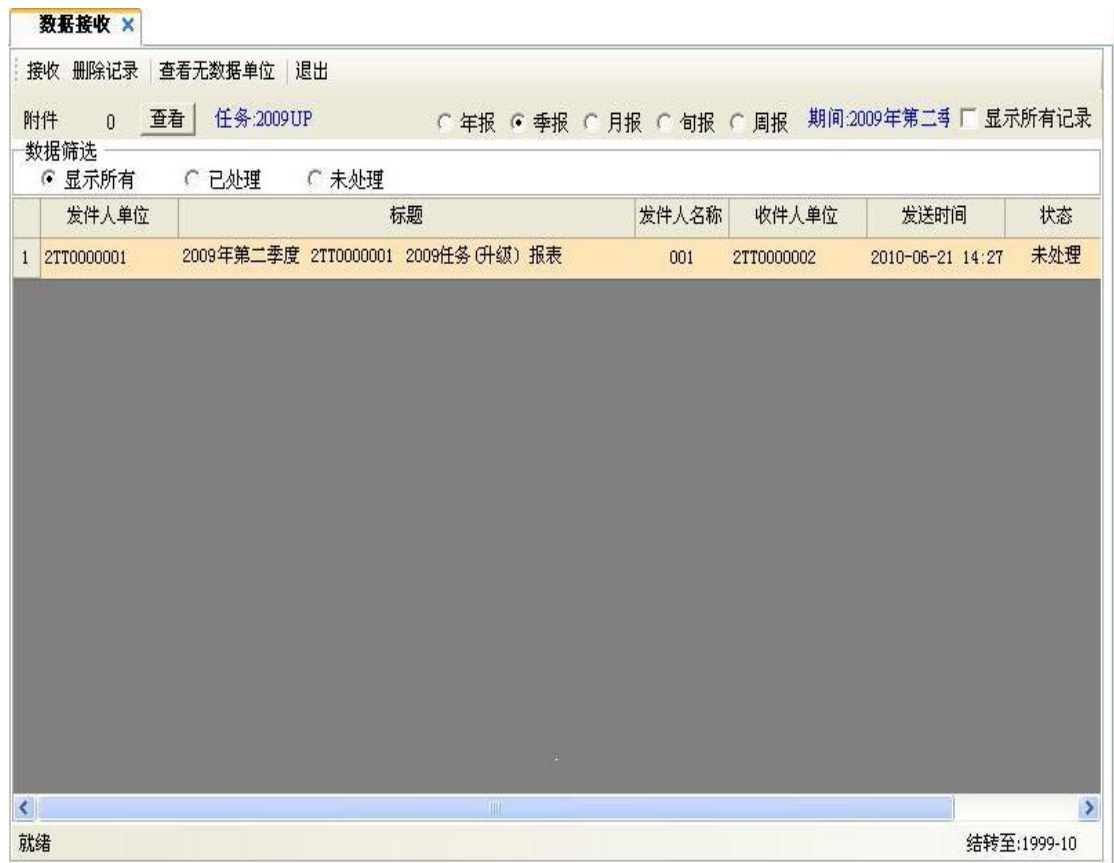 数据接收
接收 删除记录 查看无数据单位 退出
附件 0 查看 任务:2009UP 年报 季报 月报 旬报 周报 期间:2009年第二季 显示所有记录
数据筛选
显示所有 已处理 未处理
发件人单位 标题 发件人名称 收件人单位 发送时间 状态
1 2TT0000001 2009年第二季度 2TT0000001 2009任务(升级) 报表 001 2TT0000002 2010-06-21 14:27 未处理
就绪 结转至:1999-10